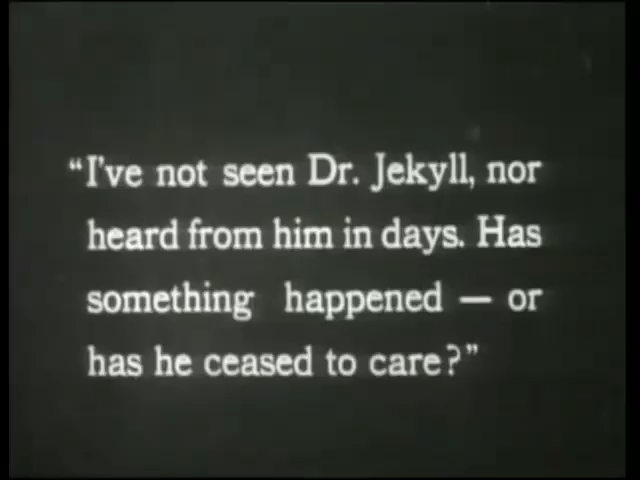 “I've not seen Dr. Jekyll, nor
heard from him in days. Has
something happened — or
has he ceased to care?”